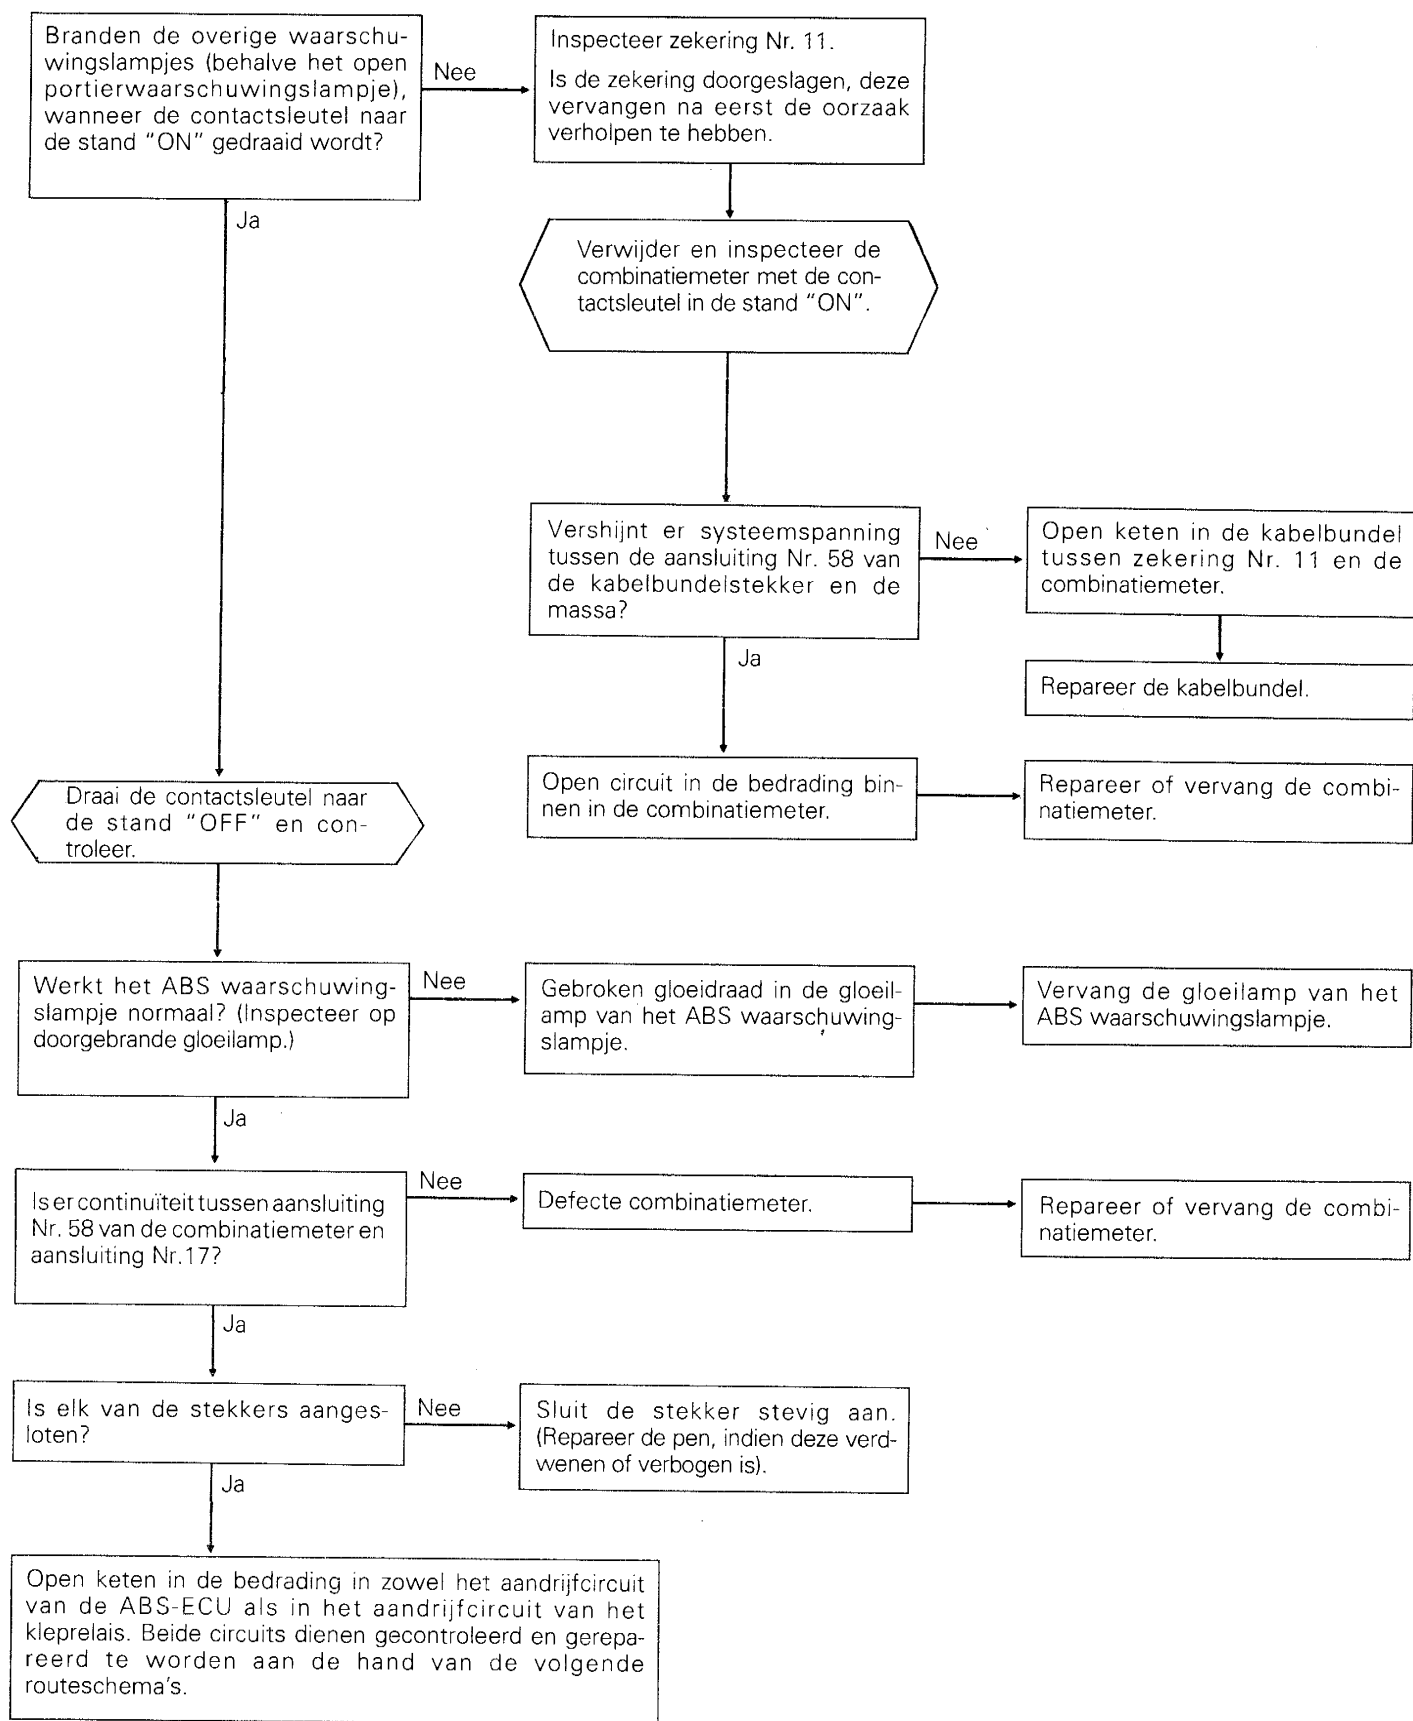 Branden de overige waarschu-
wingslampjes (behalve het open
portierwaarschuwingslampje),
wanneer de contactsleutel naar
de stand "ON" gedraaid wordt?
Nee
Inspecteer zekering Nr. 11.
Is de zekering doorgeslagen, deze
vervangen na eerst de oorzaak
verholpen te hebben.
Ja
Verwijder en inspecteer de
combinatiemeter met de con-
tactsleutel in de stand "ON".
Vershijnt er systeemspanning
tussen de aansluiting Nr. 58 van
de kabelbundelstekker en de
massa?
Nee
Open keten in de kabelbundel
tussen zekering Nr. 11 en de
combinatiemeter.
Ja
Repareer de kabelbundel.
Open circuit in de bedrading bin-
nen in de combinatiemeter.
Repareer of vervang de combi-
natiemeter.
Draai de contactsleutel naar
de stand "OFF" en con-
troleer.
Werkt het ABS waarschuwing-
slampje normaal? (Inspecteer op
doorgebrande gloeilamp.)
Nee
Gebroken gloeidraad in de gloeil-
amp van het ABS waarschuwing-
slampje.
Vervang de gloeilamp van het
ABS waarschuwingslampje.
Ja
Is er continuïteit tussen aansluiting
Nr. 58 van de combinatiemeter en
aansluiting Nr.17?
Nee
Defecte combinatiemeter.
Repareer of vervang de combi-
natiemeter.
Ja
Is elk van de stekkers aanges-
loten?
Nee
Sluit de stekker stevig aan.
(Repareer de pen, indien deze verd-
wenen of verbogen is).
Ja
Open keten in de bedrading in zowel het aandrijfcircuit
van de ABS-ECU als in het aandrijfcircuit van het
kleprelais. Beide circuits dienen gecontroleerd en gerepa-
reerd te worden aan de hand van de volgende
routeschema's.